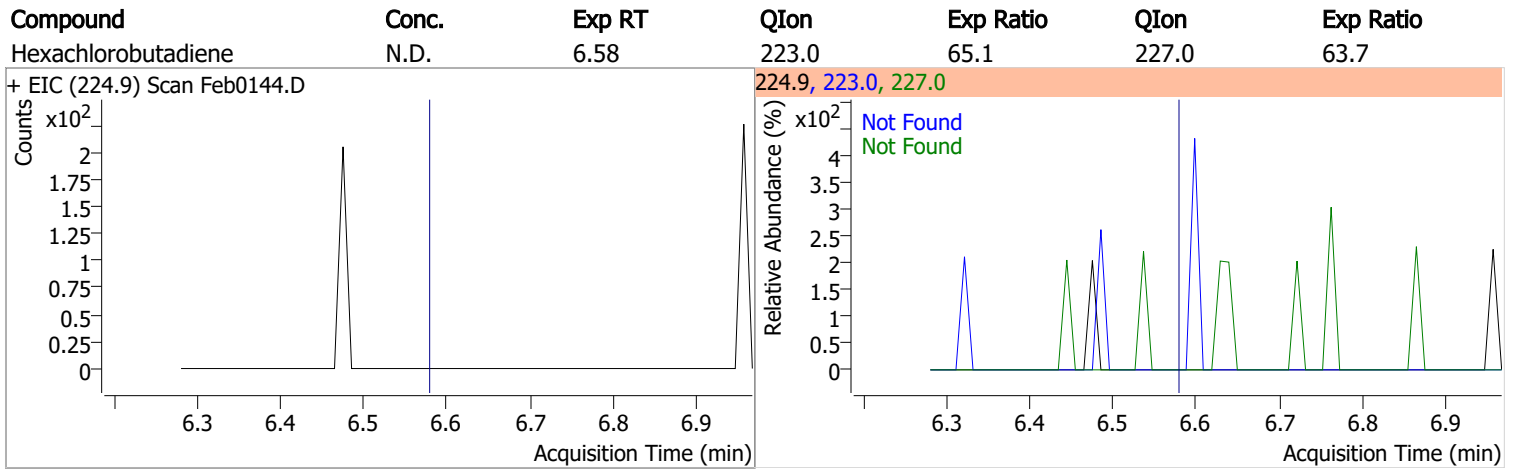 Compound Conc. Exp RT QIon Exp Ratio QIon Exp Ratio
Hexachlorobutadiene N.D. 6.58 223.0 65.1 227.0 63.7
+ EIC (224.9) Scan Feb0144.D
Counts
x10²
2
1.75
1.5
1.25
1
0.75
0.5
0.25
0
6.3 6.4 6.5 6.6 6.7 6.8 6.9
Acquisition Time (min)
224.9, 223.0, 227.0
Relative Abundance (%)
x10²
Not Found
Not Found
4
3.5
3
2.5
2
1.5
1
0.5
0
6.3 6.4 6.5 6.6 6.7 6.8 6.9
Acquisition Time (min)